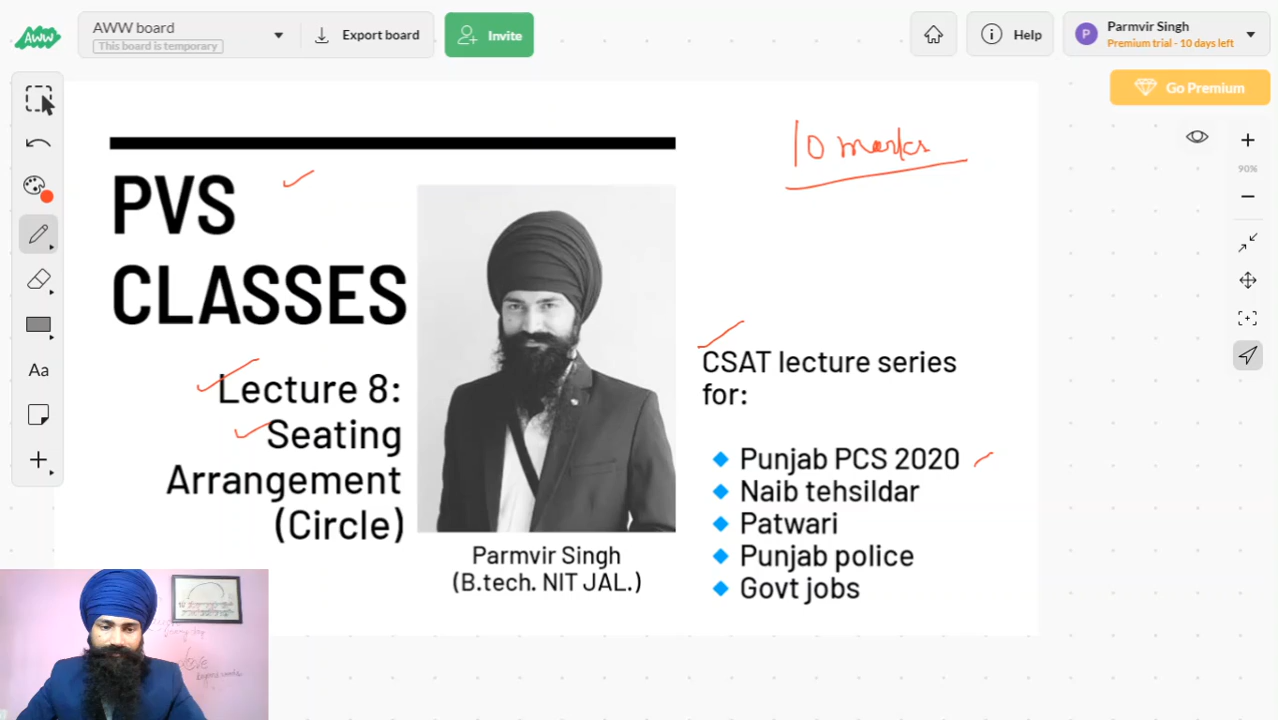 AWW
AWW board
This board is temporary
Export board
Invite
Help
P
Parmvir Singh
Premium trial - 10 days left
Go Premium
90%
10 marks
PVS
CLASSES
Lecture 8:
Seating
Arrangement
(Circle)
Parmvir Singh
(B.tech. NIT JAL.)
CSAT lecture series
for:
Punjab PCS 2020
Naib tehsildar
Patwari
Punjab police
Govt jobs
Aa
Love